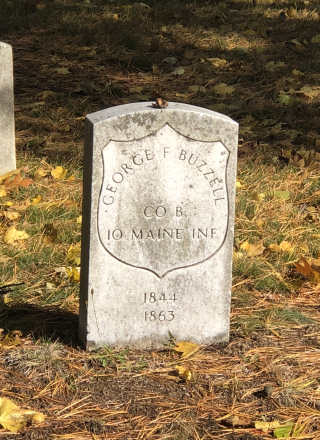 GEORGE F BUZZELL
CO B
10 MAINE INF
1844
1863